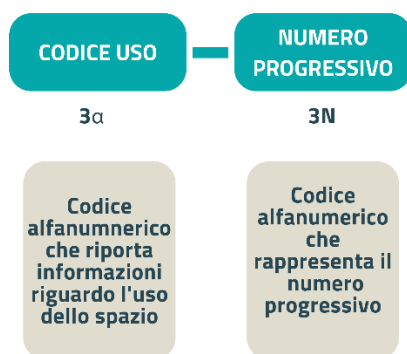 CODICE USO
NUMERO
PROGRESSIVO
3α
3N
Codice
alfanumnerico
che riporta
informazioni
riguardo l'uso
dello spazio
Codice
alfanumerico
che
rappresenta il
numero
progressivo